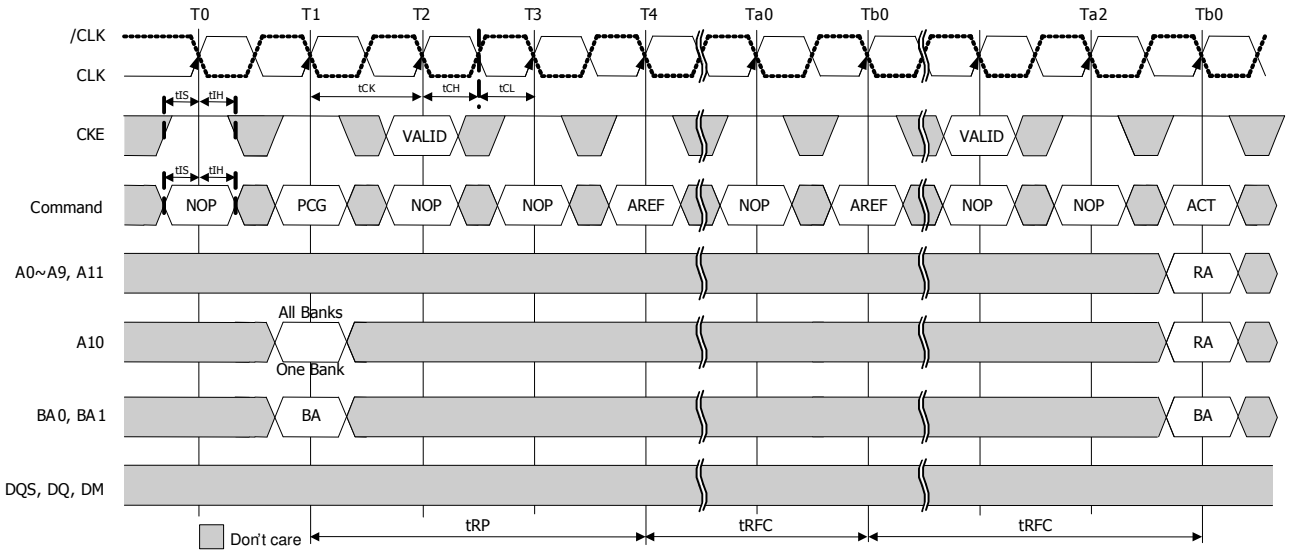 T0 T1 T2 T3 T4 Ta0 Tb0 Ta2 Tb0
/CLK
CLK
tCK tCH tCL
tIS tIH
CKE VALID VALID
tIS tIH
Command NOP PCG NOP NOP AREF NOP AREF NOP NOP ACT
A0~A9, A11 RA
All Banks
A10 RA
One Bank
BA0, BA1 BA BA
DQS, DQ, DM
tRP tRFC tRFC
Don't care